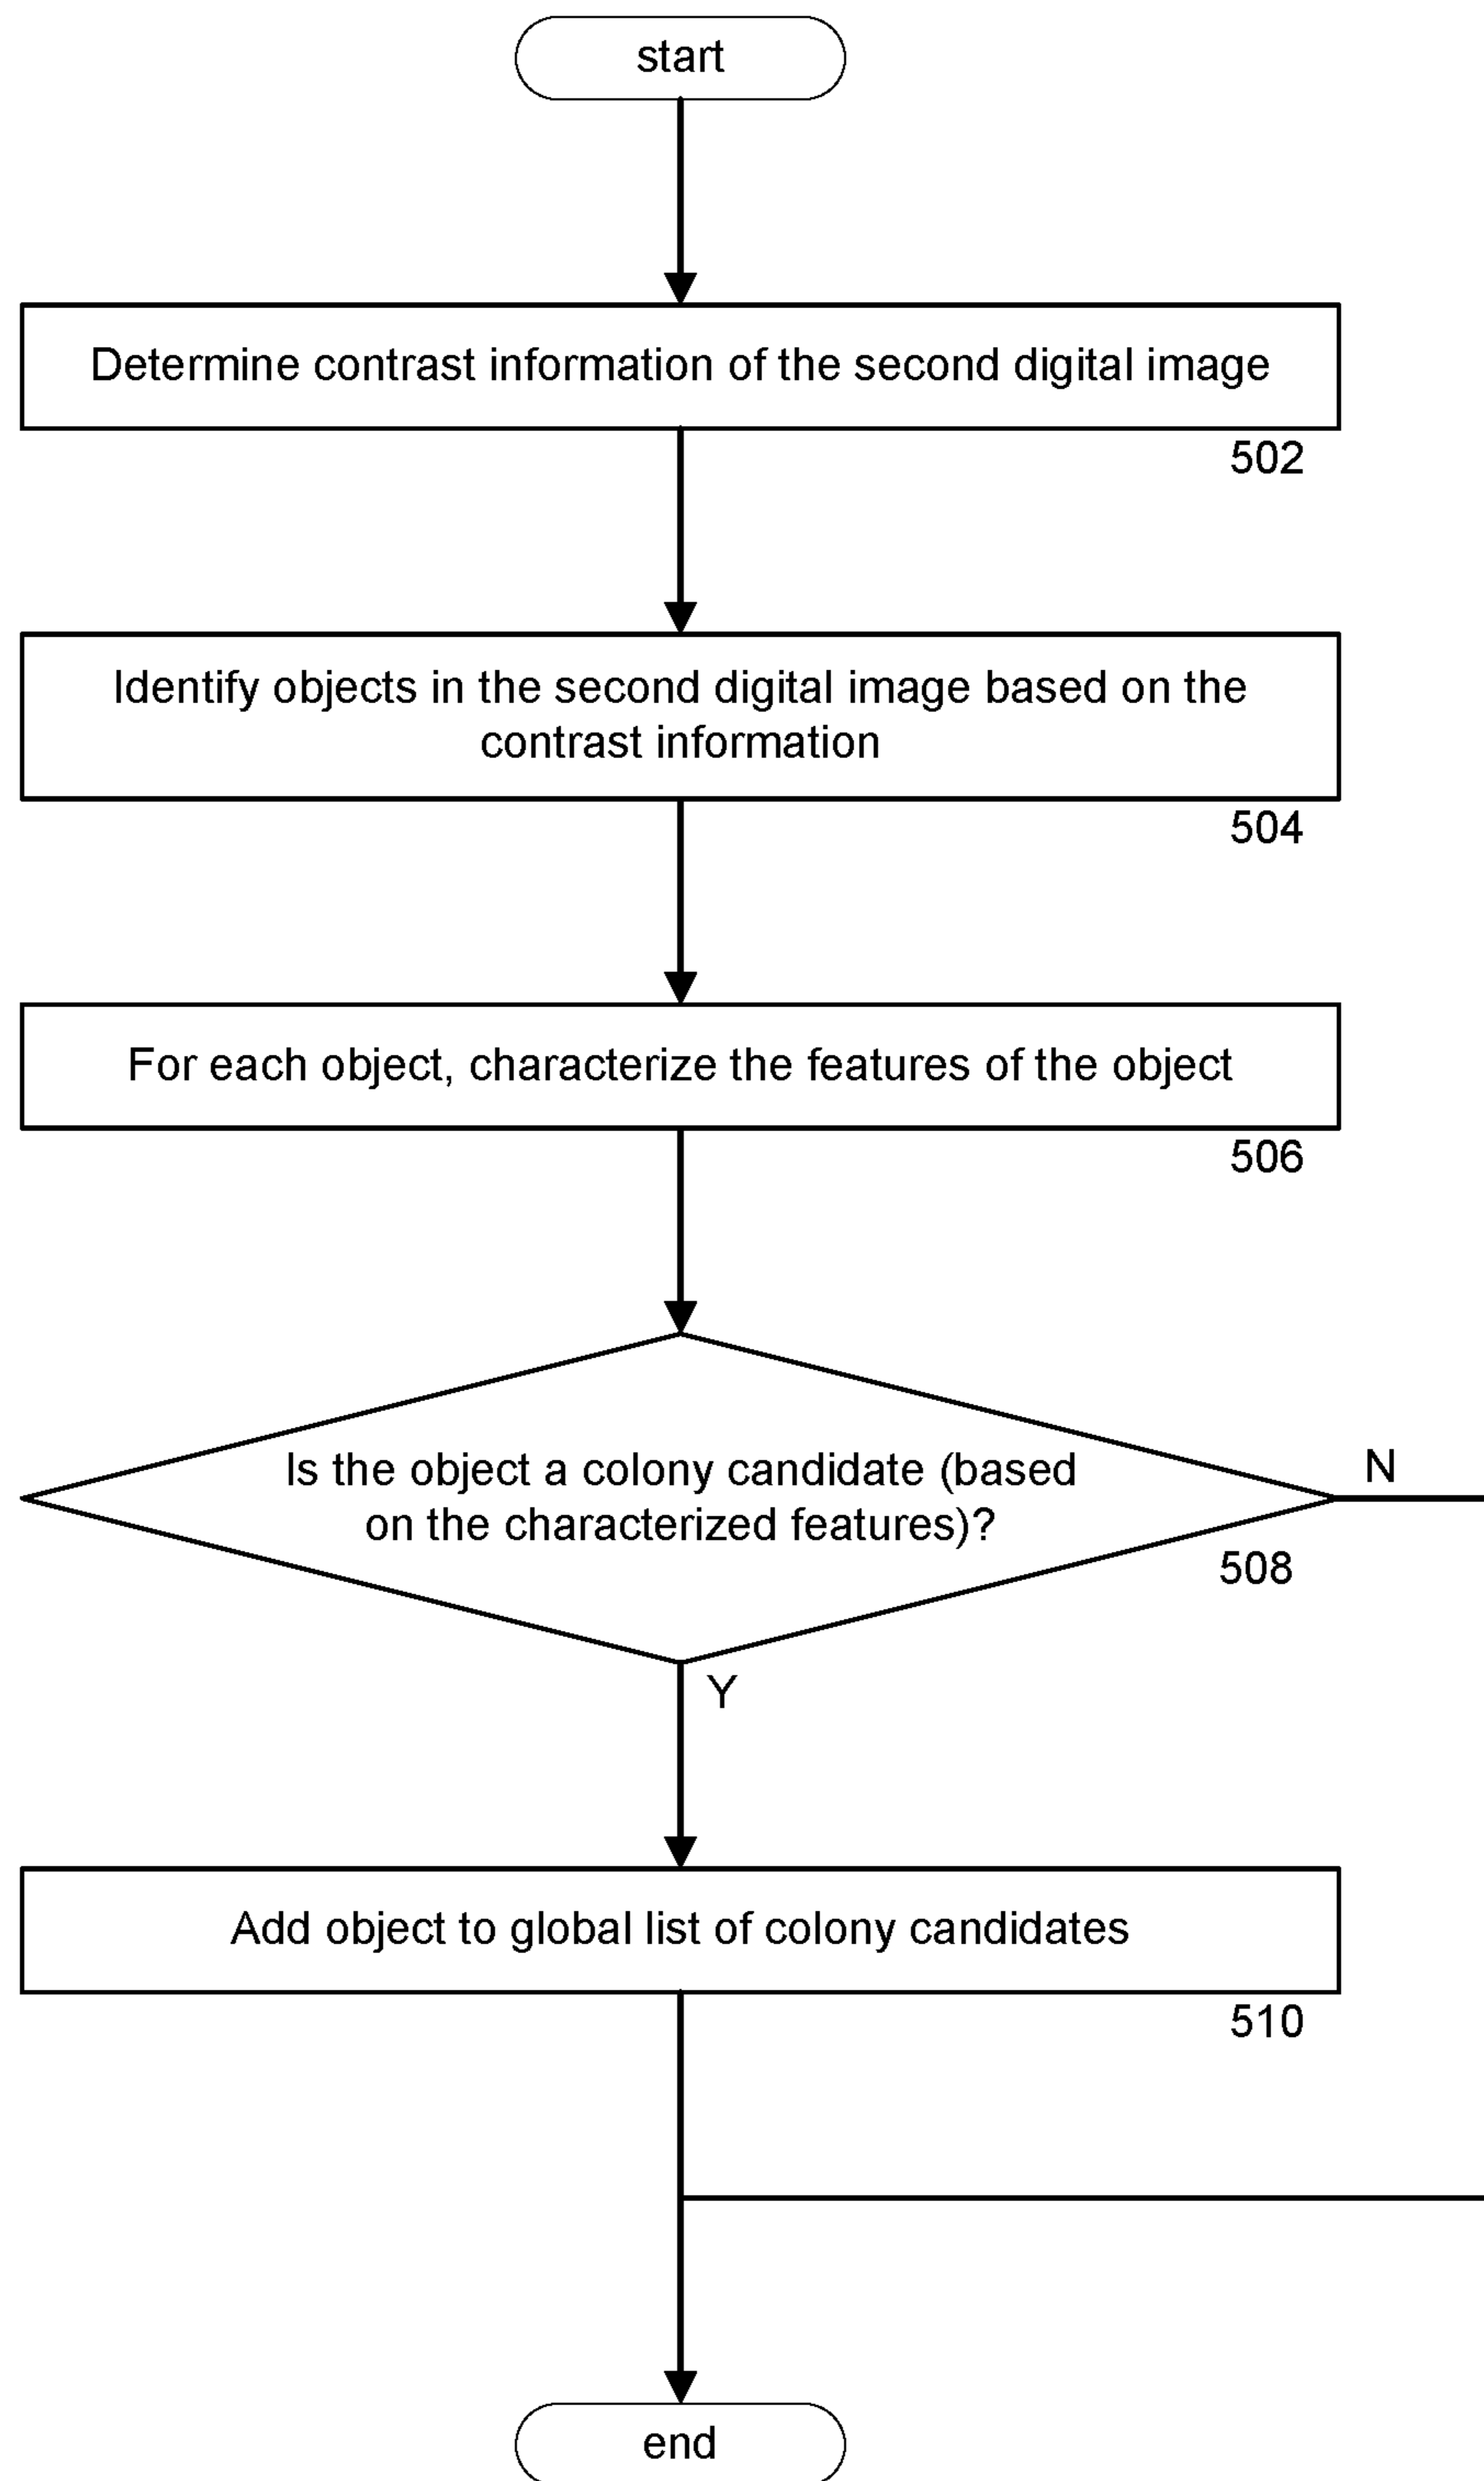 start
Determine contrast information of the second digital image
502
Identify objects in the second digital image based on the
contrast information
504
For each object, characterize the features of the object
506
Is the object a colony candidate (based
on the characterized features)?
N
508
Y
Add object to global list of colony candidates
510
end